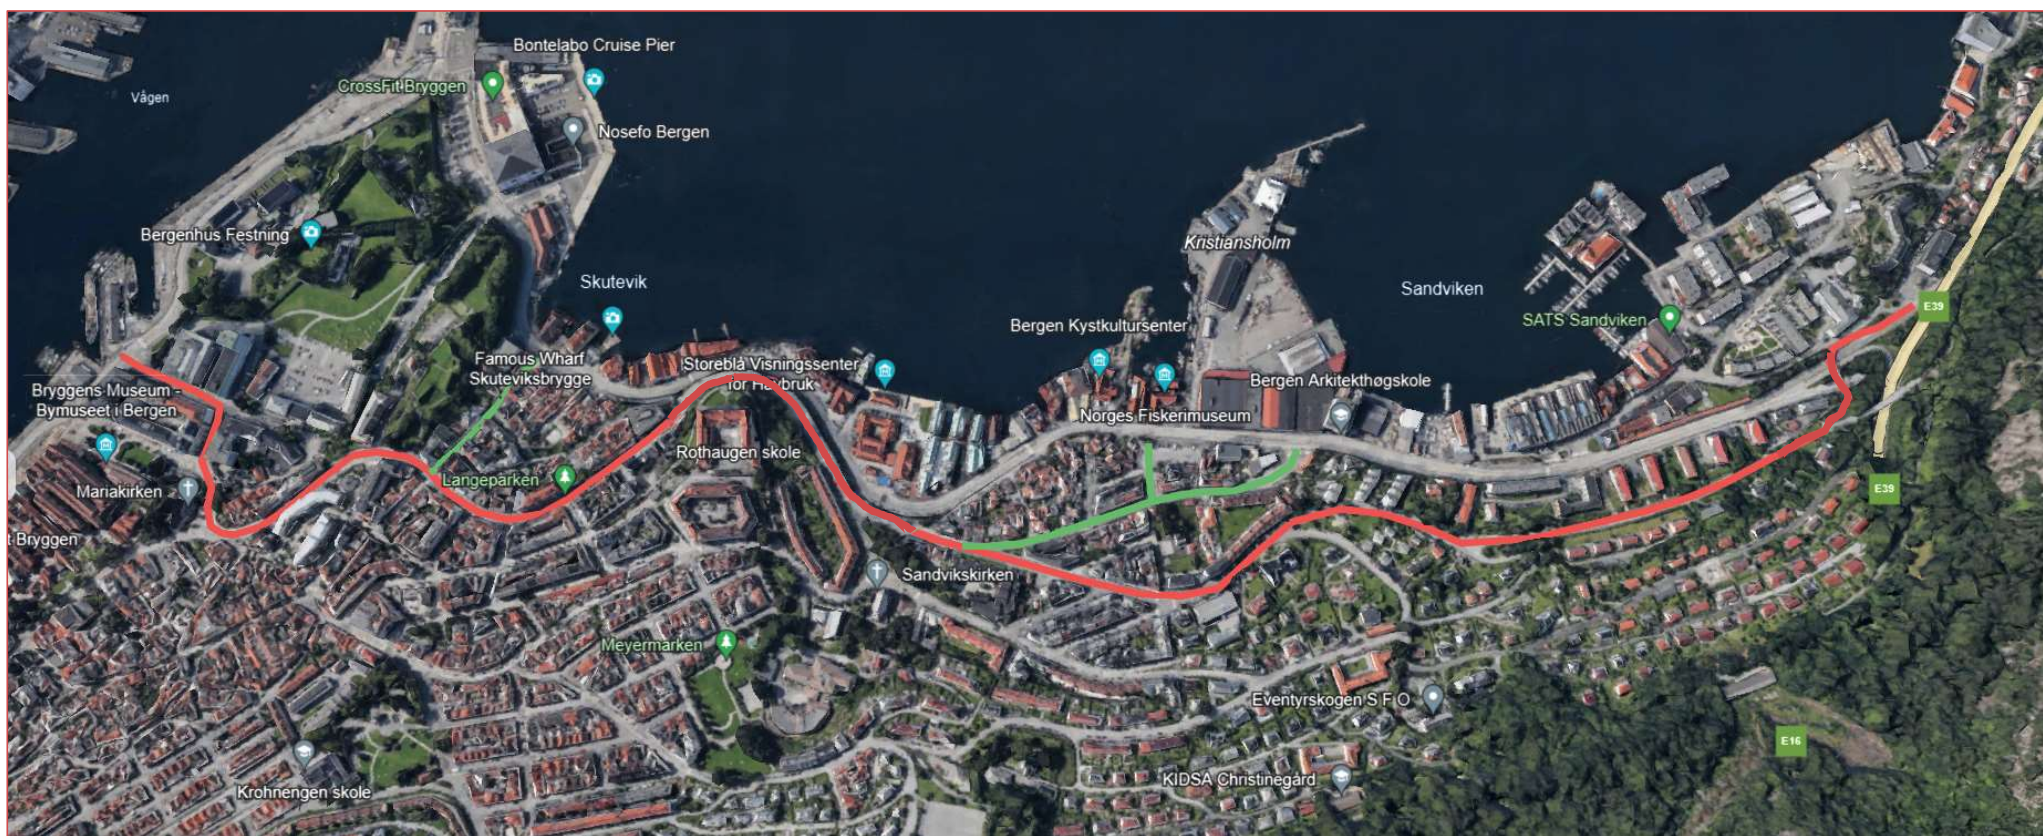 Bontelabo Cruise Pier
CrossFit Bryggen
Vågen
Nosefo Bergen
Bergenhus Festning
Kristiansholm
Skutevik
Sandviken
E39
SATS Sandviken
Bergen Kystkultursenter
Famous Wharf
Skuteviksbrygge
Storeblå Visningssenter
for Havbruk
Bryggens Museum -
Bymuseet i Bergen
Bergen Arkitekthøgskole
Norges Fiskerimuseum
Rothaugen skole
Langeparken
Mariakirken
E39
t Bryggen
Sandvikskirken
Meyermarken
Eventyrskogen S F O
E16
KIDSA Christinegård
Krohnengen skole